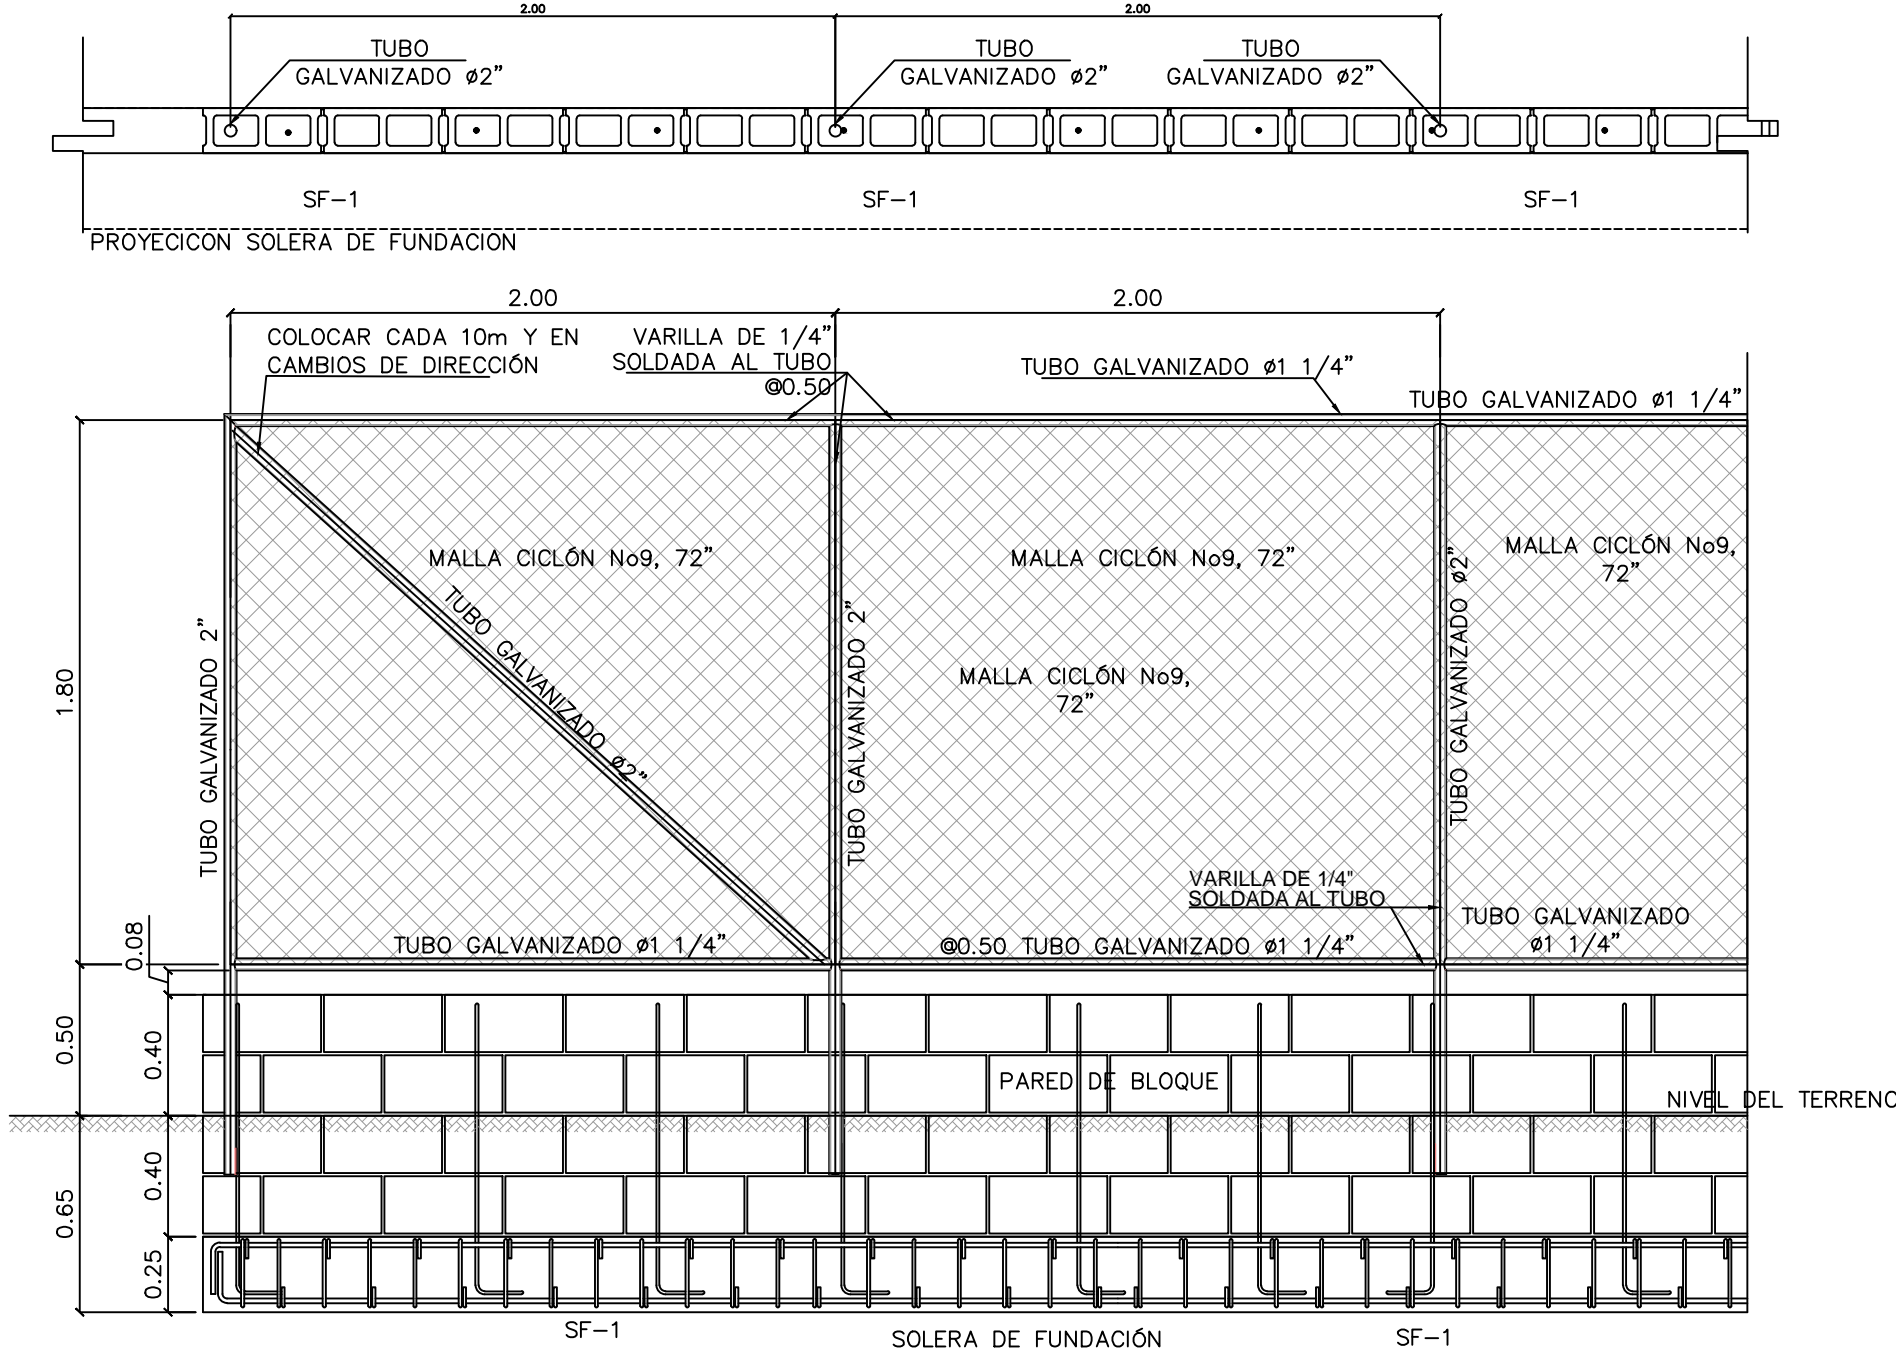 2.00
2.00
TUBO
GALVANIZADO ø2”
TUBO
GALVANIZADO ø2”
TUBO
GALVANIZADO ø2”
SF-1
SF-1
SF-1
PROYECICON SOLERA DE FUNDACION
2.00
2.00
COLOCAR CADA 10m Y EN
CAMBIOS DE DIRECCIÓN
VARILLA DE 1/4”
SOLDADA AL TUBO
@0.50
TUBO GALVANIZADO ø1 1/4”
TUBO GALVANIZADO ø1 1/4”
MALLA CICLÓN No9, 72”
MALLA CICLÓN No9, 72”
MALLA CICLÓN No9,
72”
TUBO GALVANIZADO 2”
TUBO GALVANIZADO ø2”
TUBO GALVANIZADO 2”
MALLA CICLÓN No9,
72”
TUBO GALVANIZADO ø2”
1.80
VARILLA DE 1/4"
SOLDADA AL TUBO
TUBO GALVANIZADO
ø1 1/4”
TUBO GALVANIZADO ø1 1/4”
@0.50 TUBO GALVANIZADO ø1 1/4”
0.08
0.50
0.40
PARED DE BLOQUE
NIVEL DEL TERRENO
0.65
0.40
0.25
SF-1
SOLERA DE FUNDACIÓN
SF-1